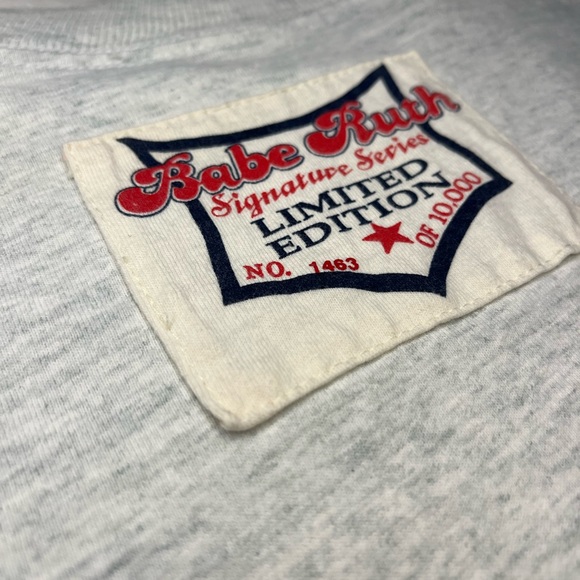 Babe Ruth
Signature Series
LIMITED
EDITION
NO. 1463
OF 10.000